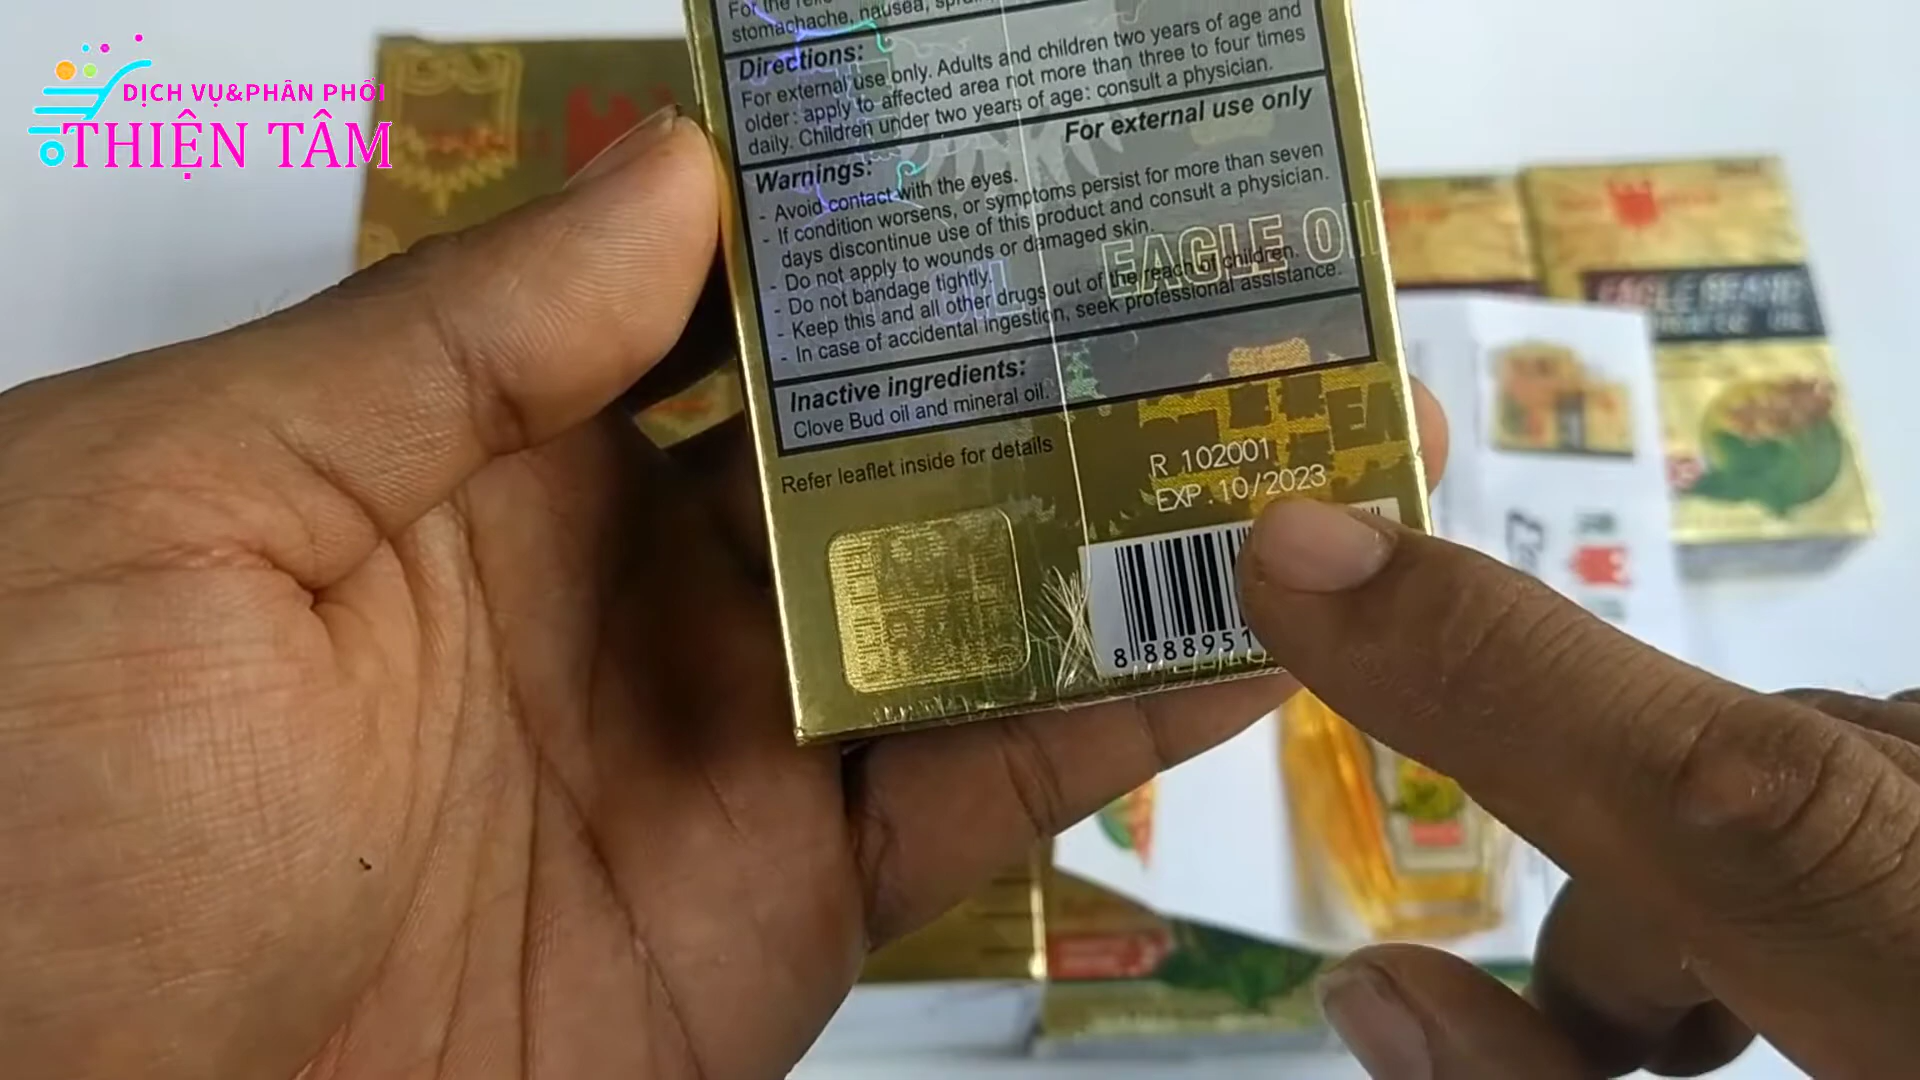 DỊCH VỤ&PHÂN PHỐI
THIỆN TÂM
For the
stomachache, nausea,
Directions:
For external use only. Adults and children two years of age and
older: apply to affected area not more than three to four times
daily. Children under two years of age: consult a physician.
For external use only
Warnings:
- Avoid contact with the eyes.
- If condition worsens, or symptoms persist for more than seven
days discontinue use of this product and consult a physician.
- Do not apply to wounds or damaged skin.
- Do not bandage tightly.
- Keep this and all other drugs out of the reach of children.
- In case of accidental ingestion, seek professional assistance.
EAGLE OIL
Inactive ingredients:
Clove Bud oil and mineral oil.
Refer leaflet inside for details
R 102001
EXP.10/2023
8 888951
EAGLE BRAND